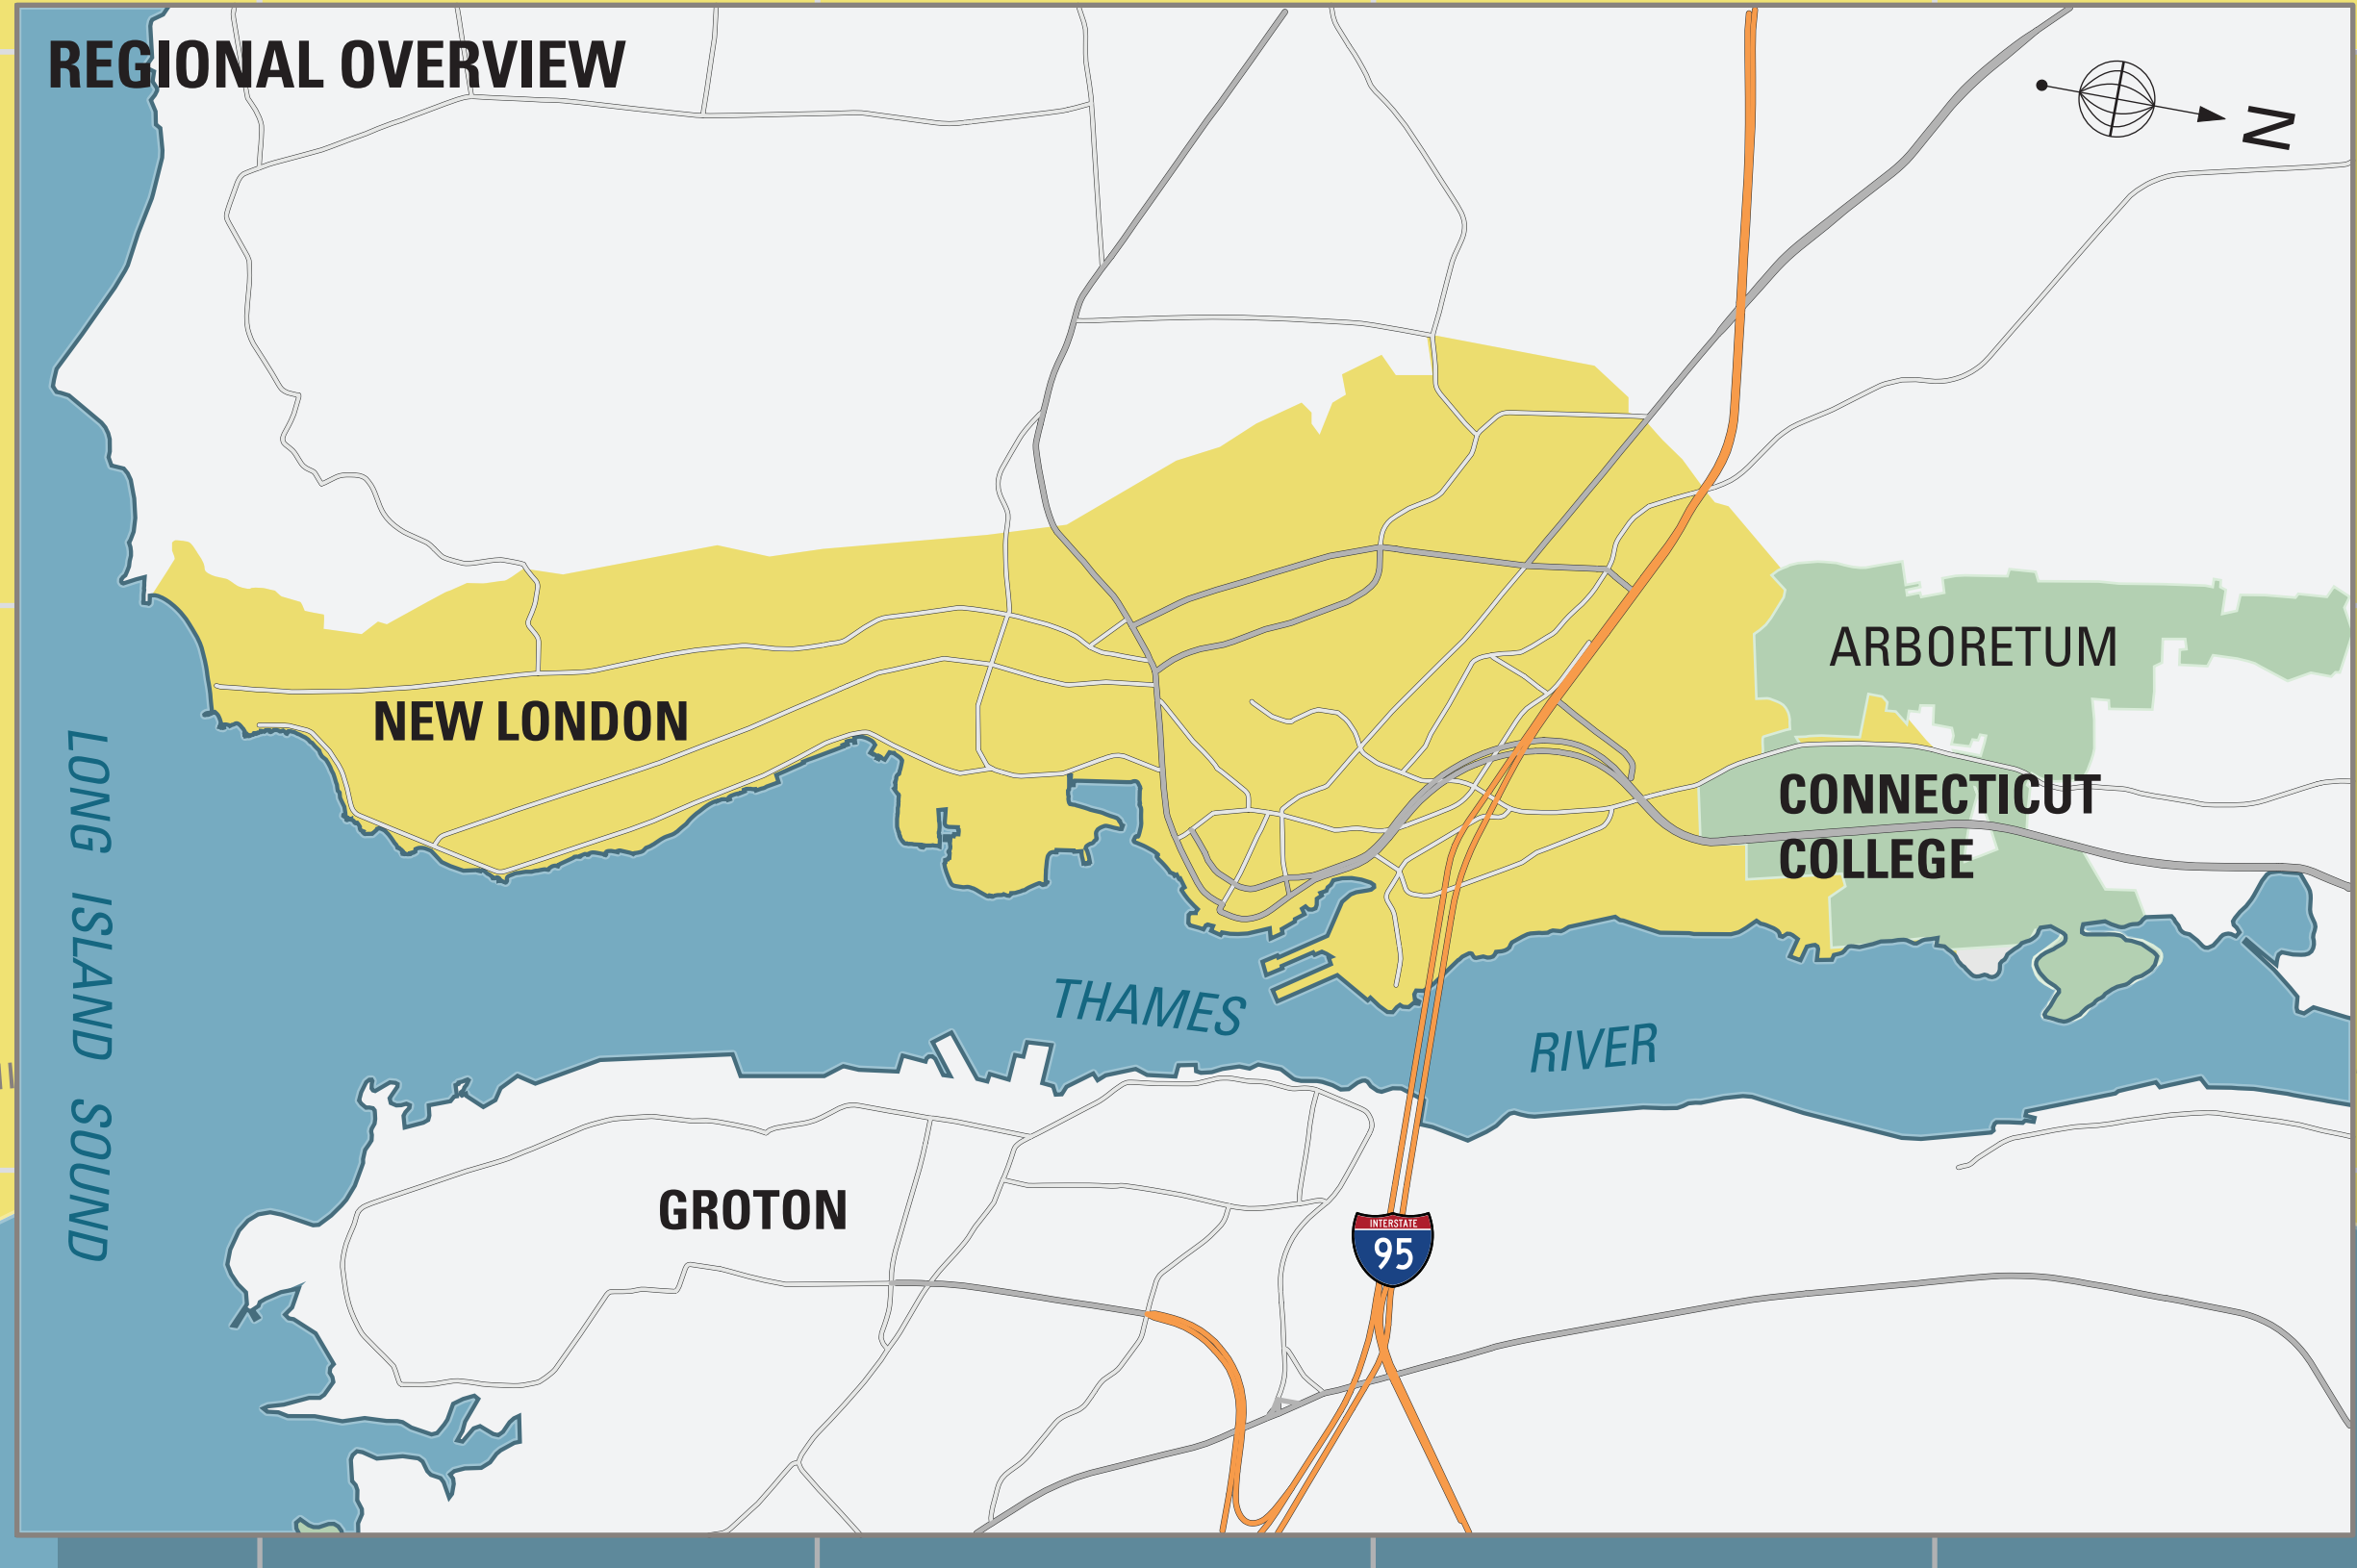 REGIONAL OVERVIEW
N
ARBORETUM
NEW LONDON
CONNECTICUT
COLLEGE
LONG ISLAND SOUND
THAMES
RIVER
GROTON
INTERSTATE
95